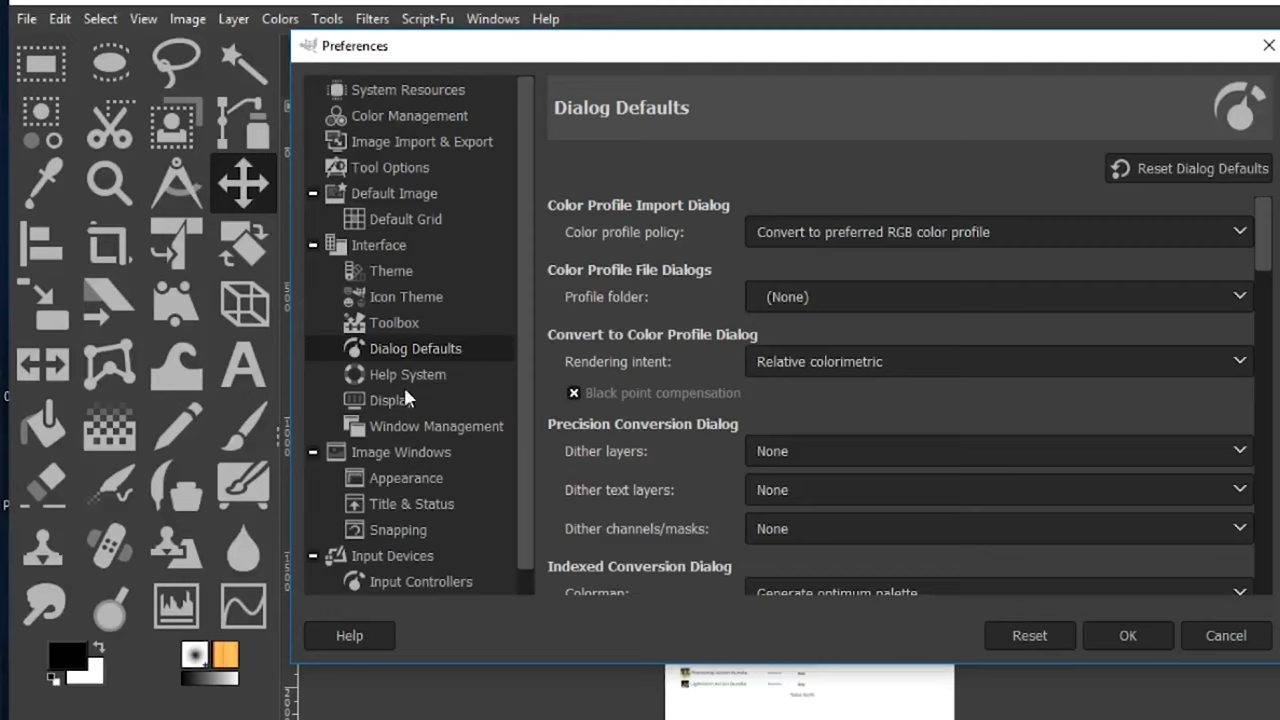 File Edit Select View Image Layer Colors Tools Filters Script-Fu Windows Help
Preferences
System Resources
Color Management
Image Import & Export
Tool Options
Default Image
Default Grid
Interface
Theme
Icon Theme
Toolbox
Dialog Defaults
Help System
Display
Window Management
Image Windows
Appearance
Title & Status
Snapping
Input Devices
Input Controllers
Dialog Defaults
Reset Dialog Defaults
Color Profile Import Dialog
Color profile policy: Convert to preferred RGB color profile
Color Profile File Dialogs
Profile folder: (None)
Convert to Color Profile Dialog
Rendering intent: Relative colorimetric
Black point compensation
Precision Conversion Dialog
Dither layers: None
Dither text layers: None
Dither channels/masks: None
Indexed Conversion Dialog
Colormap: Generate optimum palette
Help Reset OK Cancel